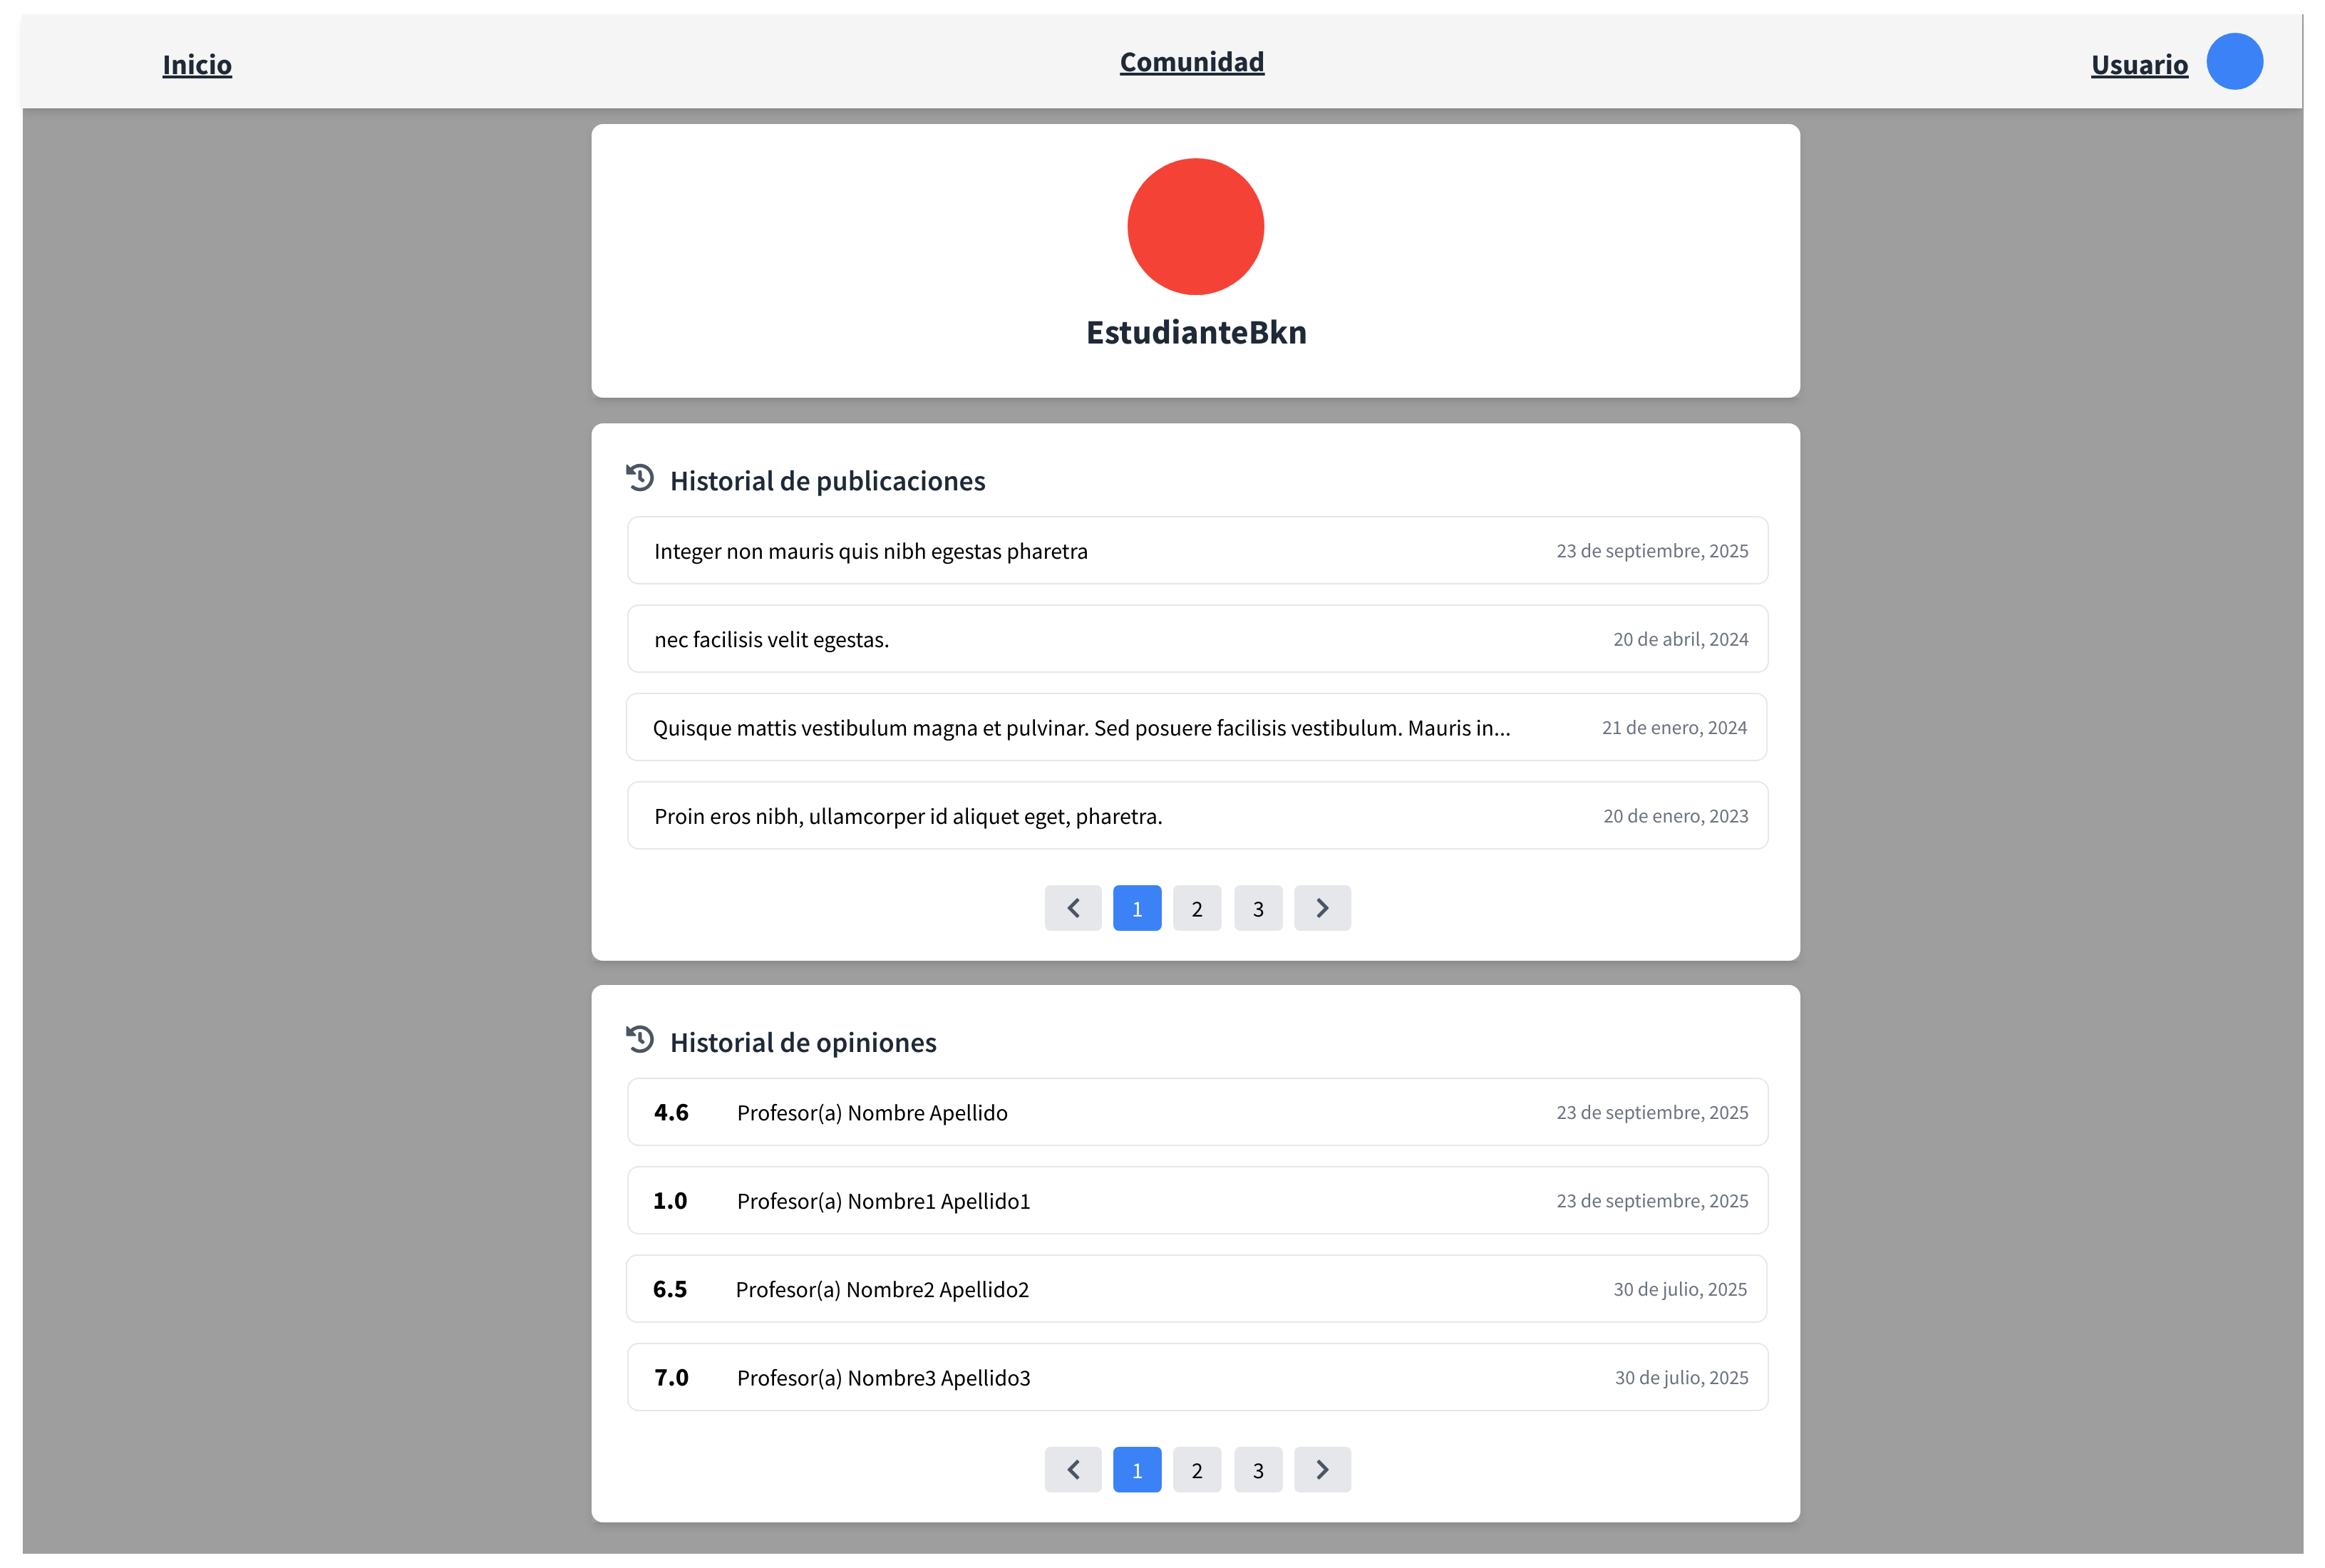 Inicio
Comunidad
Usuario
EstudianteBkn
Historial de publicaciones
Integer non mauris quis nibh egestas pharetra 23 de septiembre, 2025
nec facilisis velit egestas. 20 de abril, 2024
Quisque mattis vestibulum magna et pulvinar. Sed posuere facilisis vestibulum. Mauris in... 21 de enero, 2024
Proin eros nibh, ullamcorper id aliquet eget, pharetra. 20 de enero, 2023
1 2 3
Historial de opiniones
4.6 Profesor(a) Nombre Apellido 23 de septiembre, 2025
1.0 Profesor(a) Nombre1 Apellido1 23 de septiembre, 2025
6.5 Profesor(a) Nombre2 Apellido2 30 de julio, 2025
7.0 Profesor(a) Nombre3 Apellido3 30 de julio, 2025
1 2 3